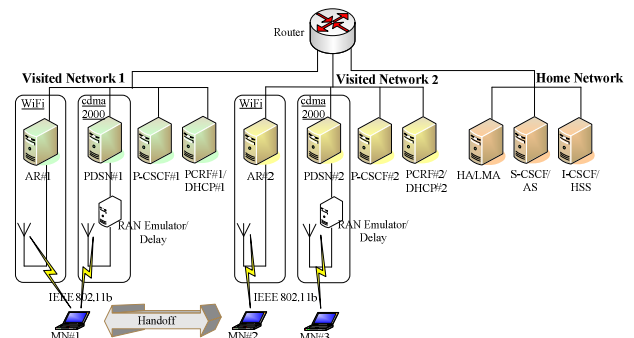 Router
Visited Network 1
Visited Network 2
Home Network
WiFi
cdma
2000
WiFi
cdma
2000
AR#1
PDSN#1
P-CSCF#1
PCRF#1/
DHCP#1
AR#2
PDSN#2
P-CSCF#2
PCRF#2/
DHCP#2
HA/LMA
S-CSCF/
AS
I-CSCF/
HSS
RAN Emulator/
Delay
RAN Emulator/
Delay
IEEE 802.11b
IEEE 802.11b
MN#1
Handoff
MN#2
MN#3